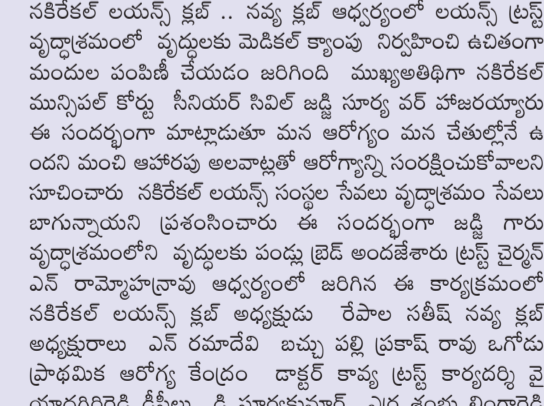 నకిరేకల్ లయన్స్ క్లబ్ .. నవ్య క్లబ్ ఆధ్వర్యంలో లయన్స్ ట్రస్ట్
వృద్ధాశ్రమంలో వృద్ధులకు మెడికల్ క్యాంపు నిర్వహించి ఉచితంగా
మందుల పంపిణీ చేయడం జరిగింది ముఖ్యఅతిథిగా నకిరేకల్
మున్సిపల్ కోర్టు సీనియర్ సివిల్ జడ్జి సూర్య వర్ హాజరయ్యారు
ఈ సందర్భంగా మాట్లాడుతూ మన ఆరోగ్యం మన చేతుల్లోనే ఉ
ందని మంచి ఆహారపు అలవాట్లతో ఆరోగ్యాన్ని సంరక్షించుకోవాలని
సూచించారు నకిరేకల్ లయన్స్ సంస్థల సేవలు వృద్ధాశ్రమం సేవలు
బాగున్నాయని ప్రశంసించారు ఈ సందర్భంగా జడ్జి గారు
వృద్ధాశ్రమంలోని వృద్ధులకు పండ్లు బ్రెడ్ అందజేశారు ట్రస్ట్ చైర్మన్
ఎన్ రామ్మోహన్రావు ఆధ్వర్యంలో జరిగిన ఈ కార్యక్రమంలో
నకిరేకల్ లయన్స్ క్లబ్ అధ్యక్షుడు రేపాల సతీష్ నవ్య క్లబ్
అధ్యక్షురాలు ఎన్ రమాదేవి బచ్చు పల్లి ప్రకాష్ రావు ఒగోడు
ప్రాథమిక ఆరోగ్య కేంద్రం డాక్టర్ కావ్య ట్రస్ట్ కార్యదర్శి వై